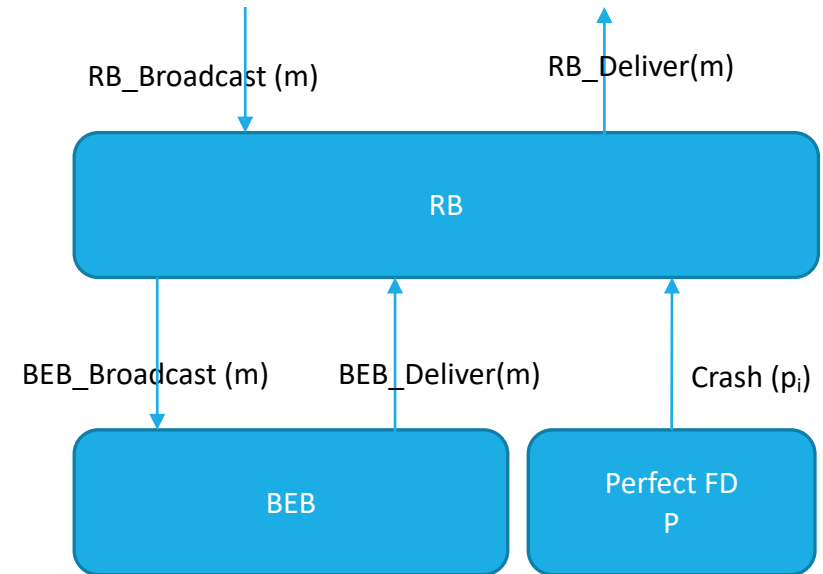 RB_Broadcast (m)
RB_Deliver(m)
RB
BEB_Broadcast (m)
BEB_Deliver(m)
Crash (pᵢ)
BEB
Perfect FD
P